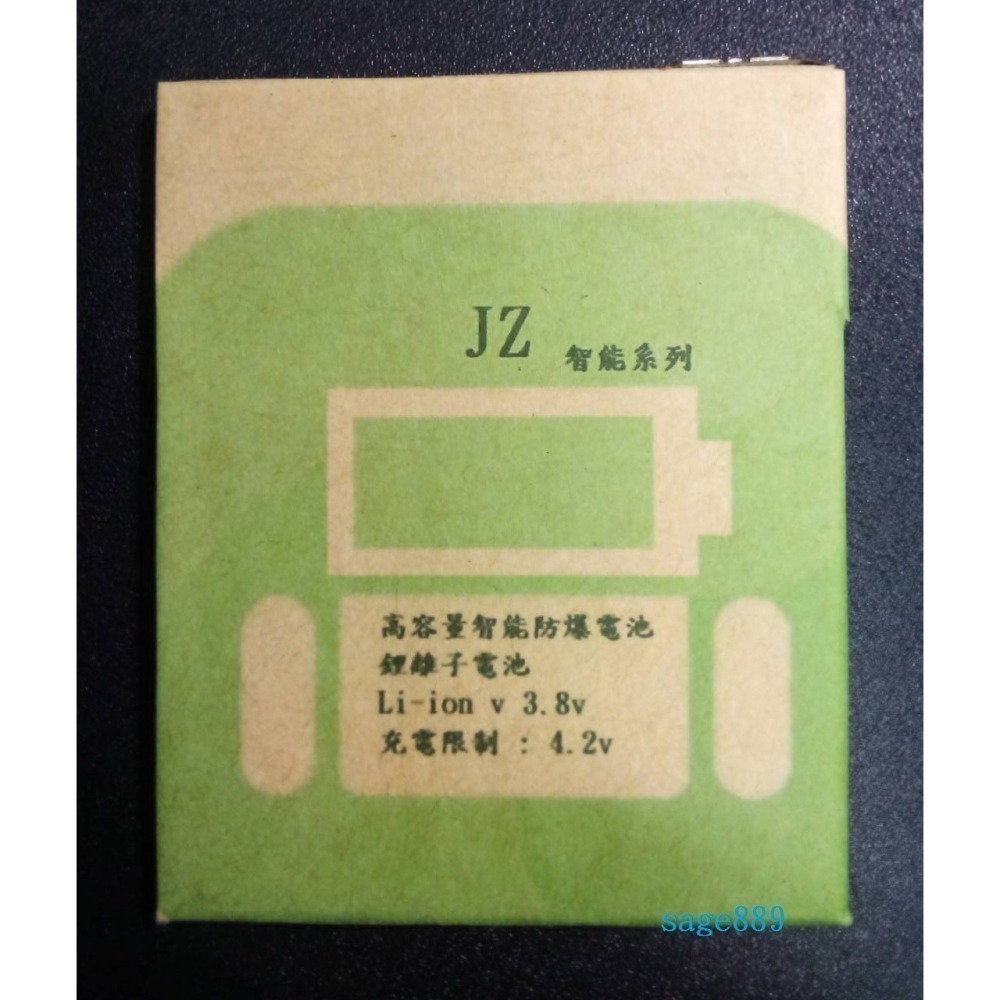 JZ 智能系列
高容量智能防爆電池
鋰離子電池
Li-ion v 3.8v
充電限制 : 4.2v
sage889